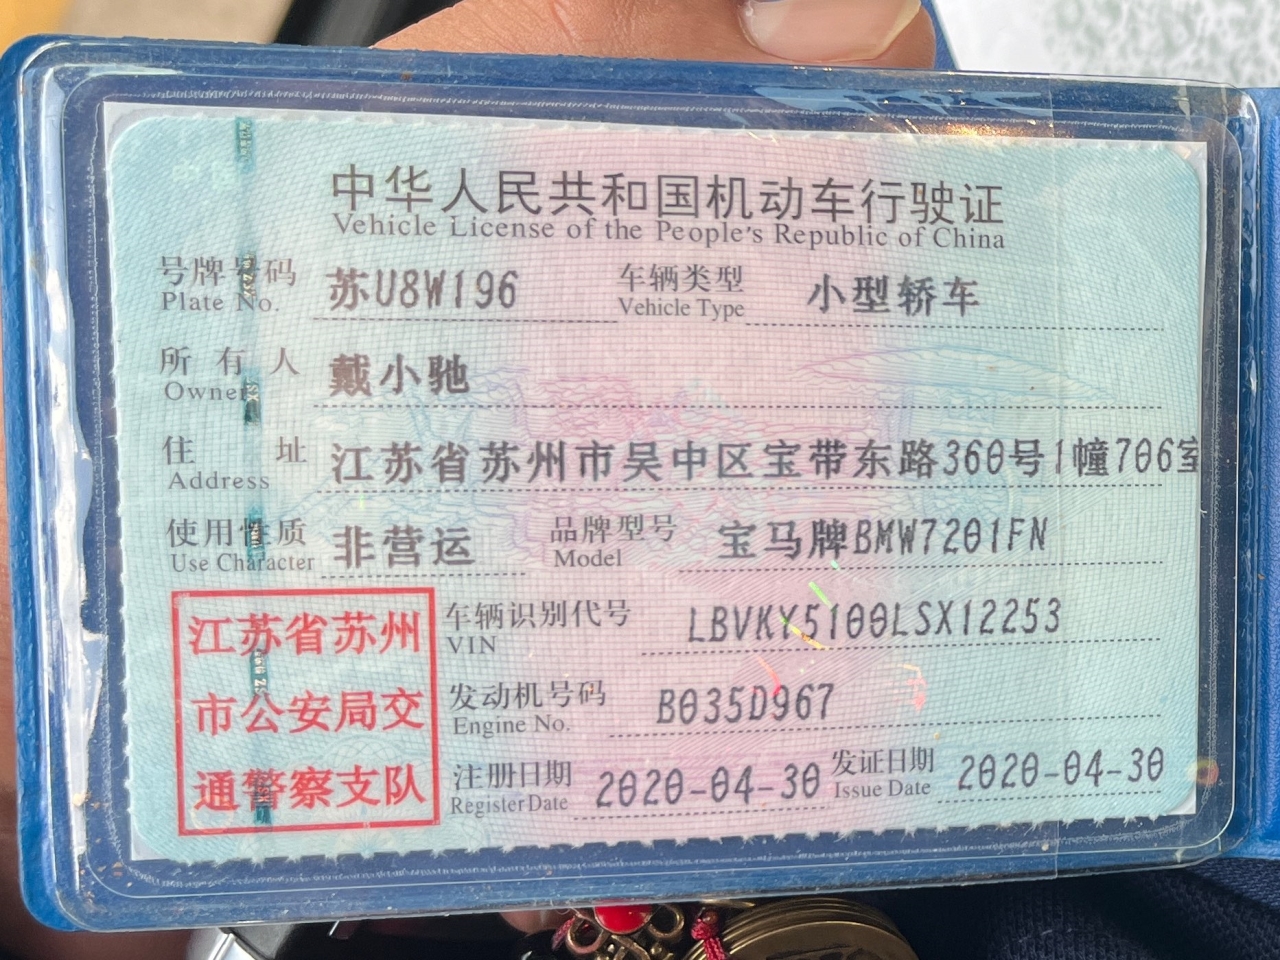 中华人民共和国机动车行驶证
Vehicle License of the People's Republic of China
号牌号码 苏U8W196 车辆类型 小型轿车
Plate No. Vehicle Type
所有人 戴小驰
Owner
住址 江苏省苏州市吴中区宝带东路360号1幢706室
Address
使用性质 非营运 品牌型号 宝马牌BMW7201FN
Use Character Model
江苏省苏州
市公安局交
通警察支队
车辆识别代号 LBVKY5100LSX12253
VIN
发动机号码 B035D967
Engine No.
注册日期 2020-04-30 发证日期 2020-04-30
Register Date Issue Date